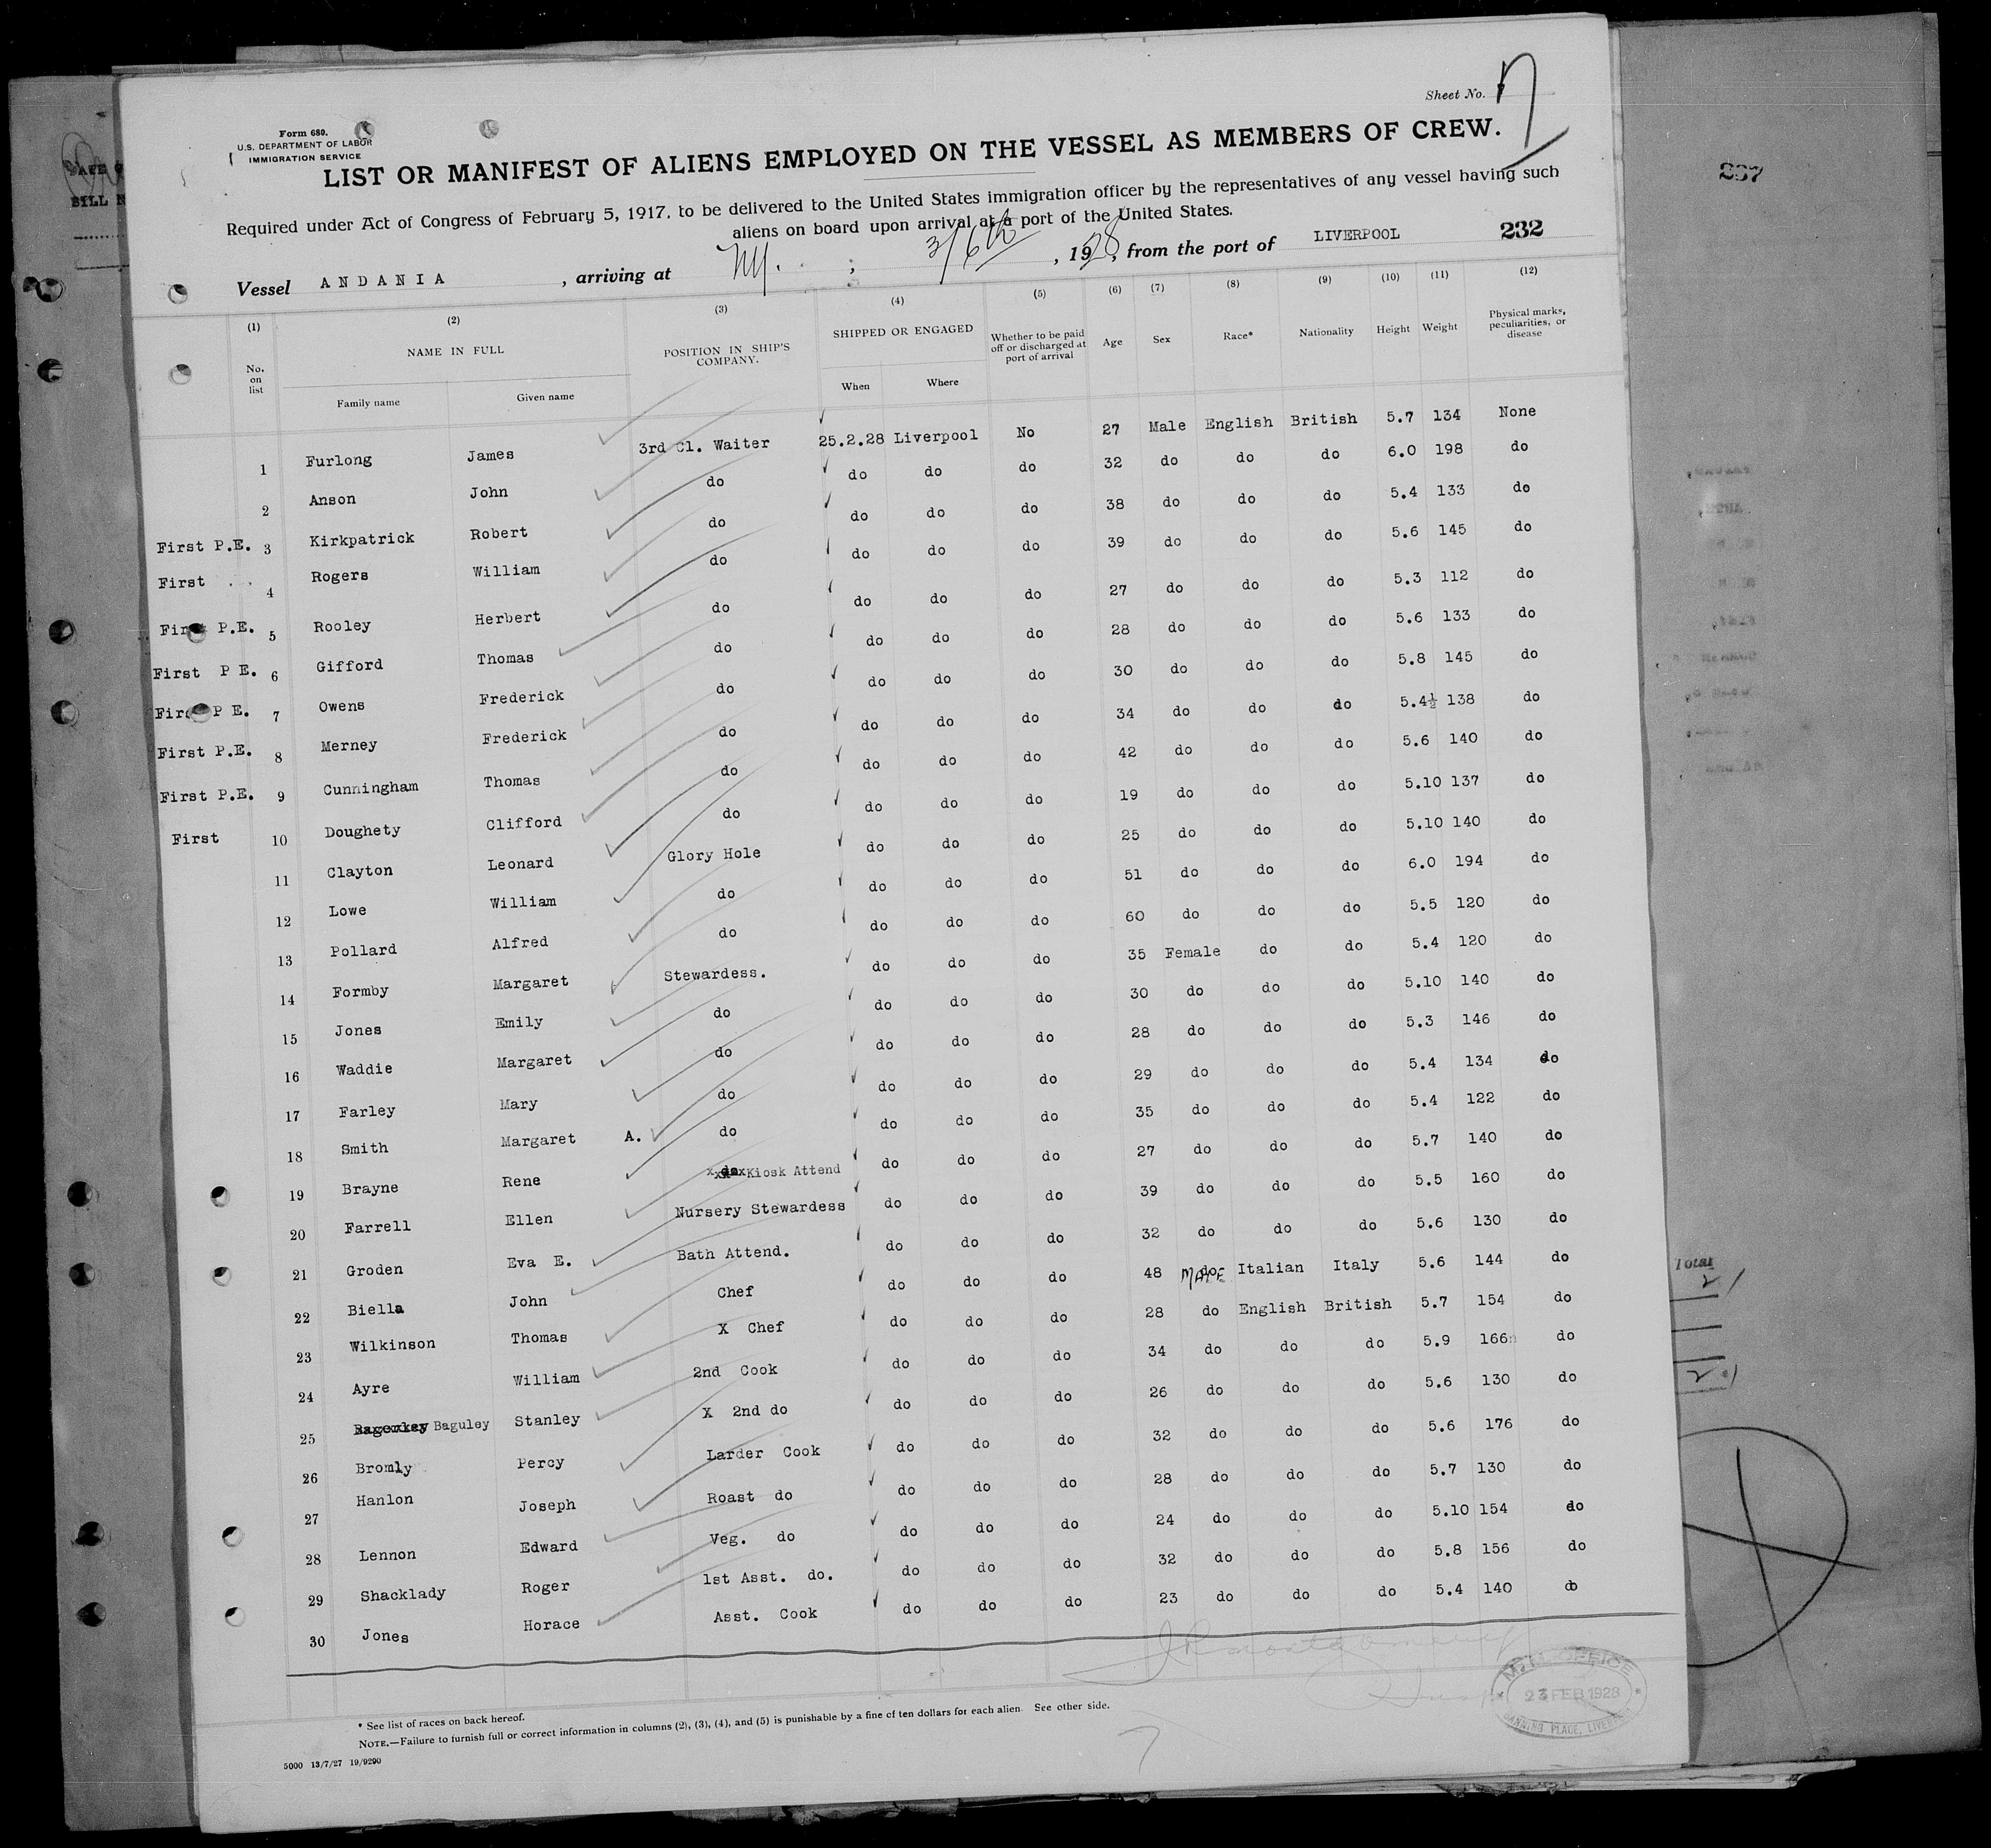 Sheet No. 7
Form 680.
U.S. DEPARTMENT OF LABOR
IMMIGRATION SERVICE
LIST OR MANIFEST OF ALIENS EMPLOYED ON THE VESSEL AS MEMBERS OF CREW.
Required under Act of Congress of February 5, 1917, to be delivered to the United States immigration officer by the representatives of any vessel having such
aliens on board upon arrival at a port of the United States.
Vessel ANDANIA, arriving at NY. ; 3/6th, 1928, from the port of LIVERPOOL 232
(1) (2) (3) (4) (5) (6) (7) (8) (9) (10) (11) (12)
No. on list NAME IN FULL POSITION IN SHIP'S COMPANY. SHIPPED OR ENGAGED Whether to be paid off or discharged at port of arrival Age Sex Race* Nationality Height Weight Physical marks, peculiarities, or disease
Family name Given name When Where
1 Furlong James 3rd Cl. Waiter 25.2.28 Liverpool No 27 Male English British 5.7 134 None
2 Anson John do do do do 32 do do do 6.0 198 do
First P.E. 3 Kirkpatrick Robert do do do do 38 do do do 5.4 133 do
First . . 4 Rogers William do do do do 39 do do do 5.6 145 do
First P.E. 5 Rooley Herbert do do do do 27 do do do 5.3 112 do
First P E. 6 Gifford Thomas do do do do 28 do do do 5.6 133 do
First P E. 7 Owens Frederick do do do do 30 do do do 5.8 145 do
First P.E. 8 Merney Frederick do do do do 34 do do do 5.4½ 138 do
First P.E. 9 Cunningham Thomas do do do do 42 do do do 5.6 140 do
First 10 Doughety Clifford do do do do 19 do do do 5.10 137 do
11 Clayton Leonard Glory Hole do do do 25 do do do 5.10 140 do
12 Lowe William do do do do 51 do do do 6.0 194 do
13 Pollard Alfred do do do do 60 do do do 5.5 120 do
14 Formby Margaret Stewardess. do do do 35 Female do do 5.4 120 do
15 Jones Emily do do do do 30 do do do 5.10 140 do
16 Waddie Margaret do do do do 28 do do do 5.3 146 do
17 Farley Mary do do do do 29 do do do 5.4 134 do
18 Smith Margaret A. do do do do 35 do do do 5.4 122 do
19 Brayne Rene Kiosk Attend do do do 27 do do do 5.7 140 do
20 Farrell Ellen Nursery Stewardess do do do 39 do do do 5.5 160 do
21 Groden Eva E. Bath Attend. do do do 32 do do do 5.6 130 do
22 Biella John Chef do do do 48 do MALE Italian Italy 5.6 144 do
23 Wilkinson Thomas X Chef do do do 28 do English British 5.7 154 do
24 Ayre William 2nd Cook do do do 34 do do do 5.9 166 do
25 Baguley Stanley X 2nd do do do do 26 do do do 5.6 130 do
26 Bromly Percy Larder Cook do do do 32 do do do 5.6 176 do
27 Hanlon Joseph Roast do do do do 28 do do do 5.7 130 do
28 Lennon Edward Veg. do do do do 24 do do do 5.10 154 do
29 Shacklady Roger 1st Asst. do. do do do 32 do do do 5.8 156 do
30 Jones Horace Asst. Cook do do do 23 do do do 5.4 140 do
MAIL OFFICE
23 FEB 1928
CANNING PLACE, LIVERPOOL
* See list of races on back hereof.
NOTE.—Failure to furnish full or correct information in columns (2), (3), (4), and (5) is punishable by a fine of ten dollars for each alien. See other side.
5000 13/7/27 19/9290
7
237
Total
21